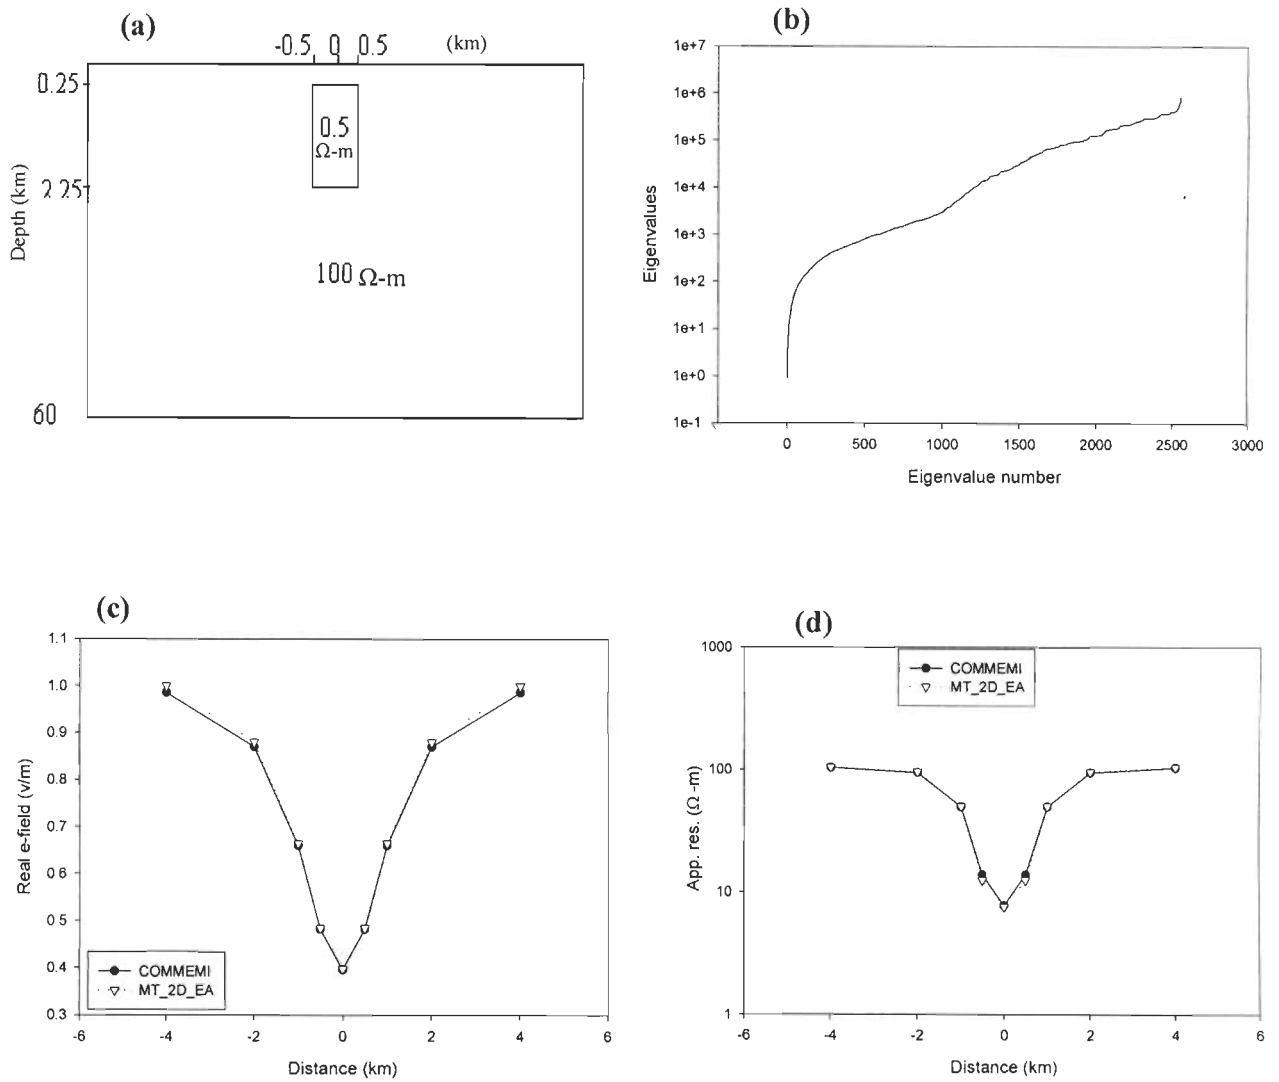 (a)
-0.5 0 0.5 (km)
0.25
0.5
Ω-m
2.25
Depth (km)
100 Ω-m
60
(b)
1e+7
1e+6
1e+5
1e+4
1e+3
1e+2
1e+1
1e+0
1e-1
Eigenvalues
0 500 1000 1500 2000 2500 3000
Eigenvalue number
(c)
1.1
1.0
0.9
0.8
0.7
0.6
0.5
0.4
0.3
Real e-field (v/m)
COMMEMI
MT_2D_EA
-6 -4 -2 0 2 4 6
Distance (km)
(d)
1000
100
10
1
App. res. (Ω -m)
COMMEMI
MT_2D_EA
-6 -4 -2 0 2 4 6
Distance (km)